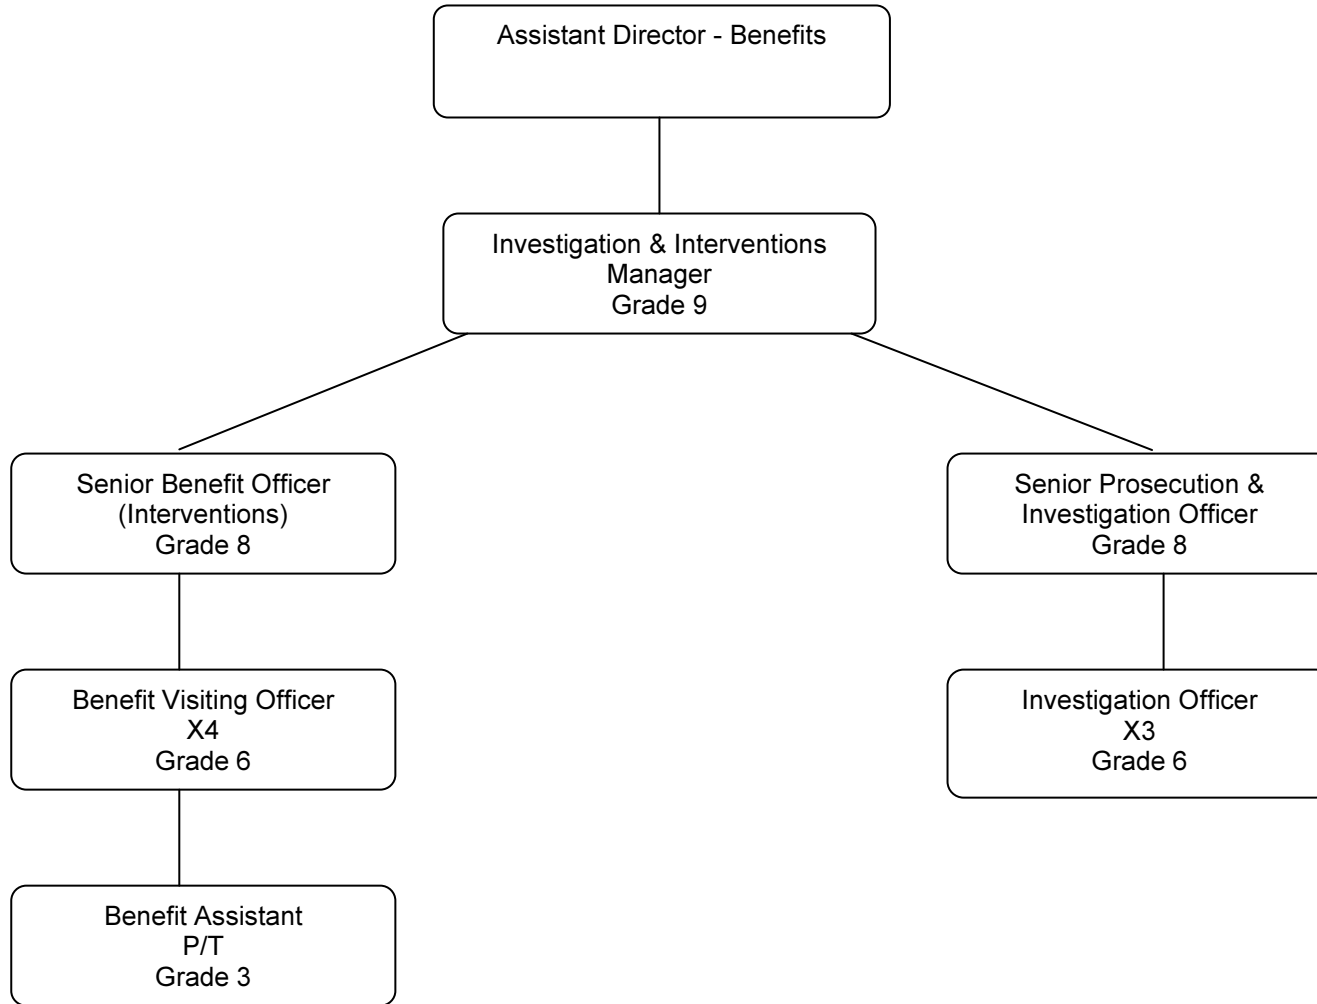 Assistant Director - Benefits
Investigation & Interventions
Manager
Grade 9
Senior Benefit Officer
(Interventions)
Grade 8
Senior Prosecution &
Investigation Officer
Grade 8
Benefit Visiting Officer
X4
Grade 6
Investigation Officer
X3
Grade 6
Benefit Assistant
P/T
Grade 3